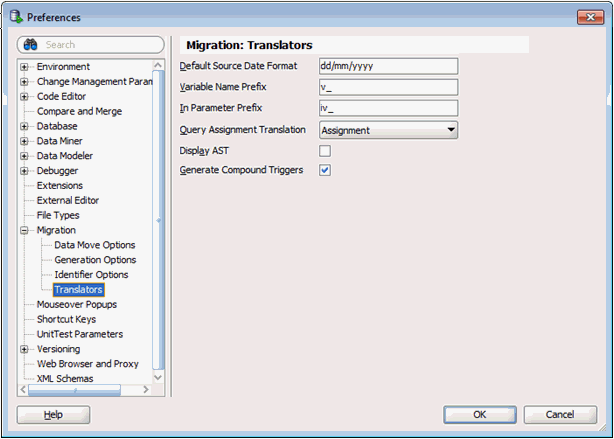 Preferences
Search
Environment
Change Management Param
Code Editor
Compare and Merge
Database
Data Miner
Data Modeler
Debugger
Extensions
External Editor
File Types
Migration
Data Move Options
Generation Options
Identifier Options
Translators
Mouseover Popups
Shortcut Keys
UnitTest Parameters
Versioning
Web Browser and Proxy
XML Schemas
Migration: Translators
Default Source Date Format dd/mm/yyyy
Variable Name Prefix v_
In Parameter Prefix iv_
Query Assignment Translation Assignment
Display AST
Generate Compound Triggers
Help OK Cancel